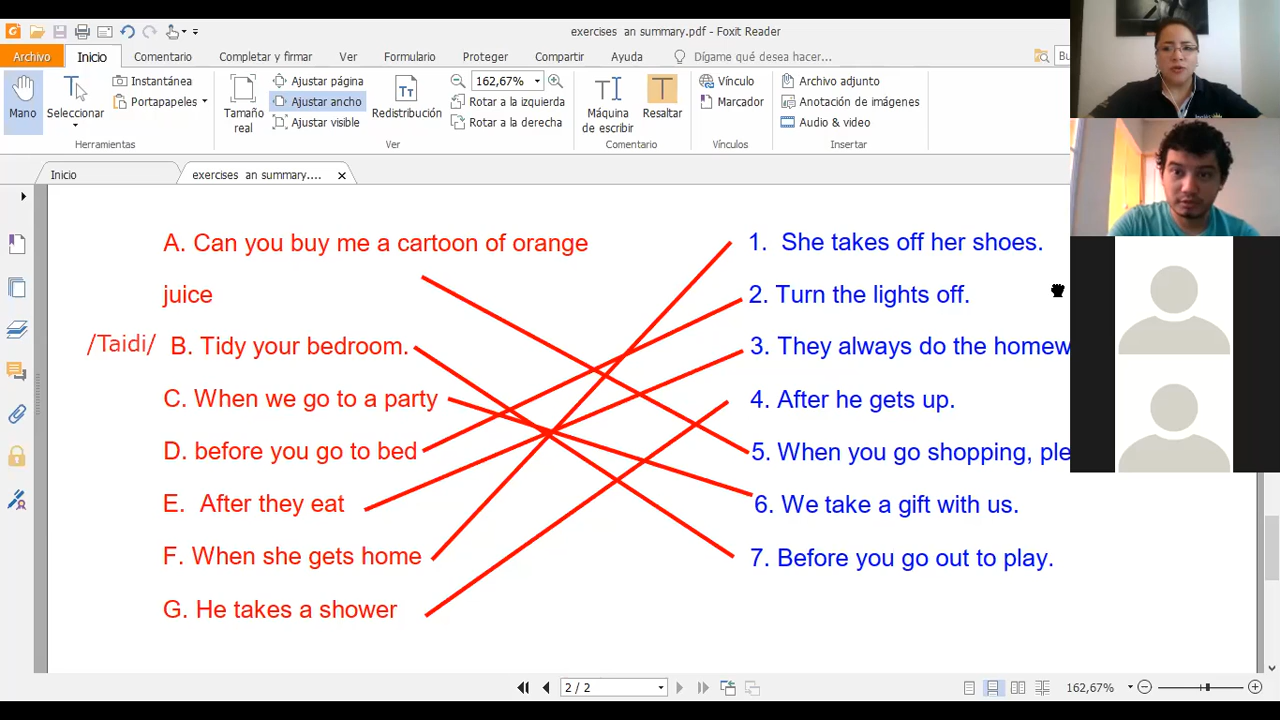 exercises an summary.pdf - Foxit Reader
Archivo Inicio Comentario Completar y firmar Ver Formulario Proteger Compartir Ayuda Dígame qué desea hacer...
Mano
Seleccionar
Instantánea
Portapapeles
Herramientas
Tamaño real
Ajustar página
Ajustar ancho
Ajustar visible
Redistribución
162,67%
Rotar a la izquierda
Rotar a la derecha
Ver
Máquina de escribir
Resaltar
Comentario
Vínculo
Marcador
Vínculos
Archivo adjunto
Anotación de imágenes
Audio & video
Insertar
Inicio
exercises an summary....
A. Can you buy me a cartoon of orange
juice
/Taidi/ B. Tidy your bedroom.
C. When we go to a party
D. before you go to bed
E. After they eat
F. When she gets home
G. He takes a shower
1. She takes off her shoes.
2. Turn the lights off.
3. They always do the homew
4. After he gets up.
5. When you go shopping, ple
6. We take a gift with us.
7. Before you go out to play.
2 / 2
162,67%